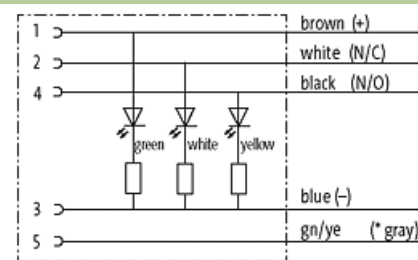 1 brown (+)
2 white (N/C)
4 black (N/O)
green white yellow
3 blue (–)
5 gn/ye (* gray)